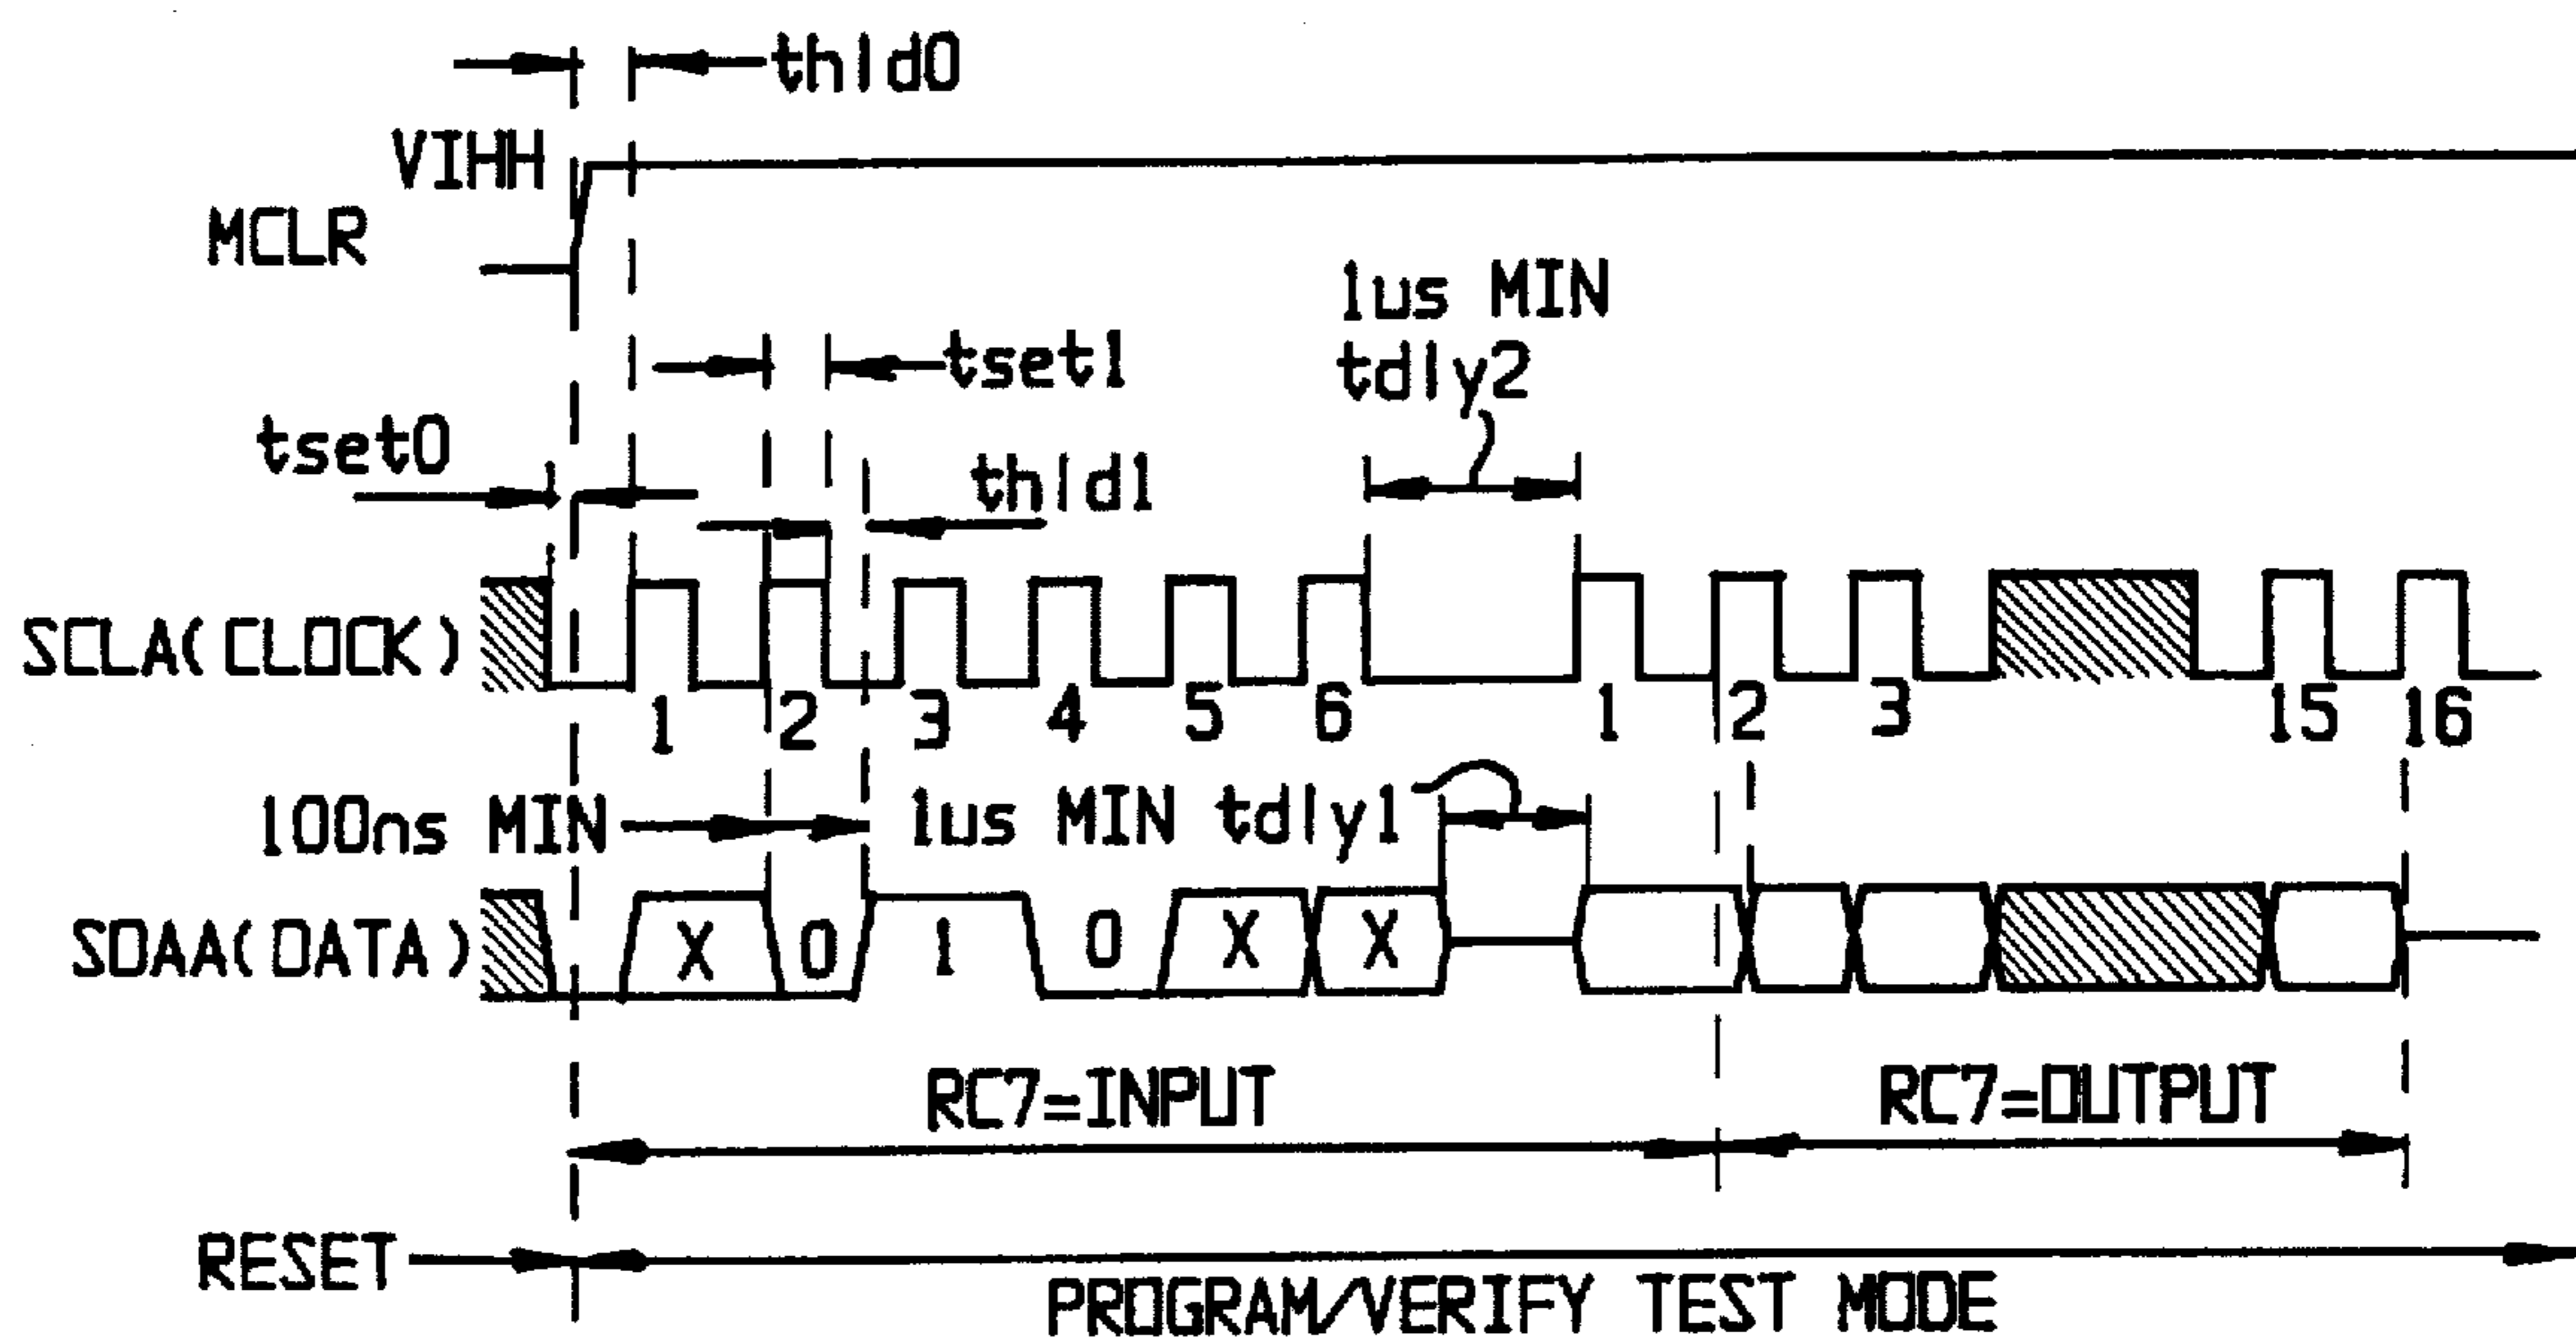 thld0
VIHH
MCLR
1us MIN
tdly2
tset1
tset0
thld1
SCLA(CLOCK)
1 2 3 4 5 6 1 2 3 15 16
100ns MIN
1us MIN tdly1
SDAA(DATA)
X 0 1 0 X X
RC7=INPUT
RC7=OUTPUT
RESET
PROGRAM/VERIFY TEST MODE